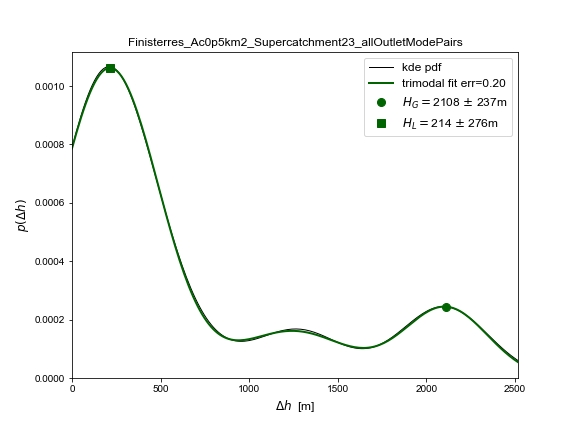 Finisterres_Ac0p5km2_Supercatchment23_allOutletModePairs
kde pdf
trimodal fit err=0.20
H_G = 2108 ± 237m
H_L = 214 ± 276m
p(Δh)
0.0010
0.0008
0.0006
0.0004
0.0002
0.0000
0 500 1000 1500 2000 2500
Δh [m]